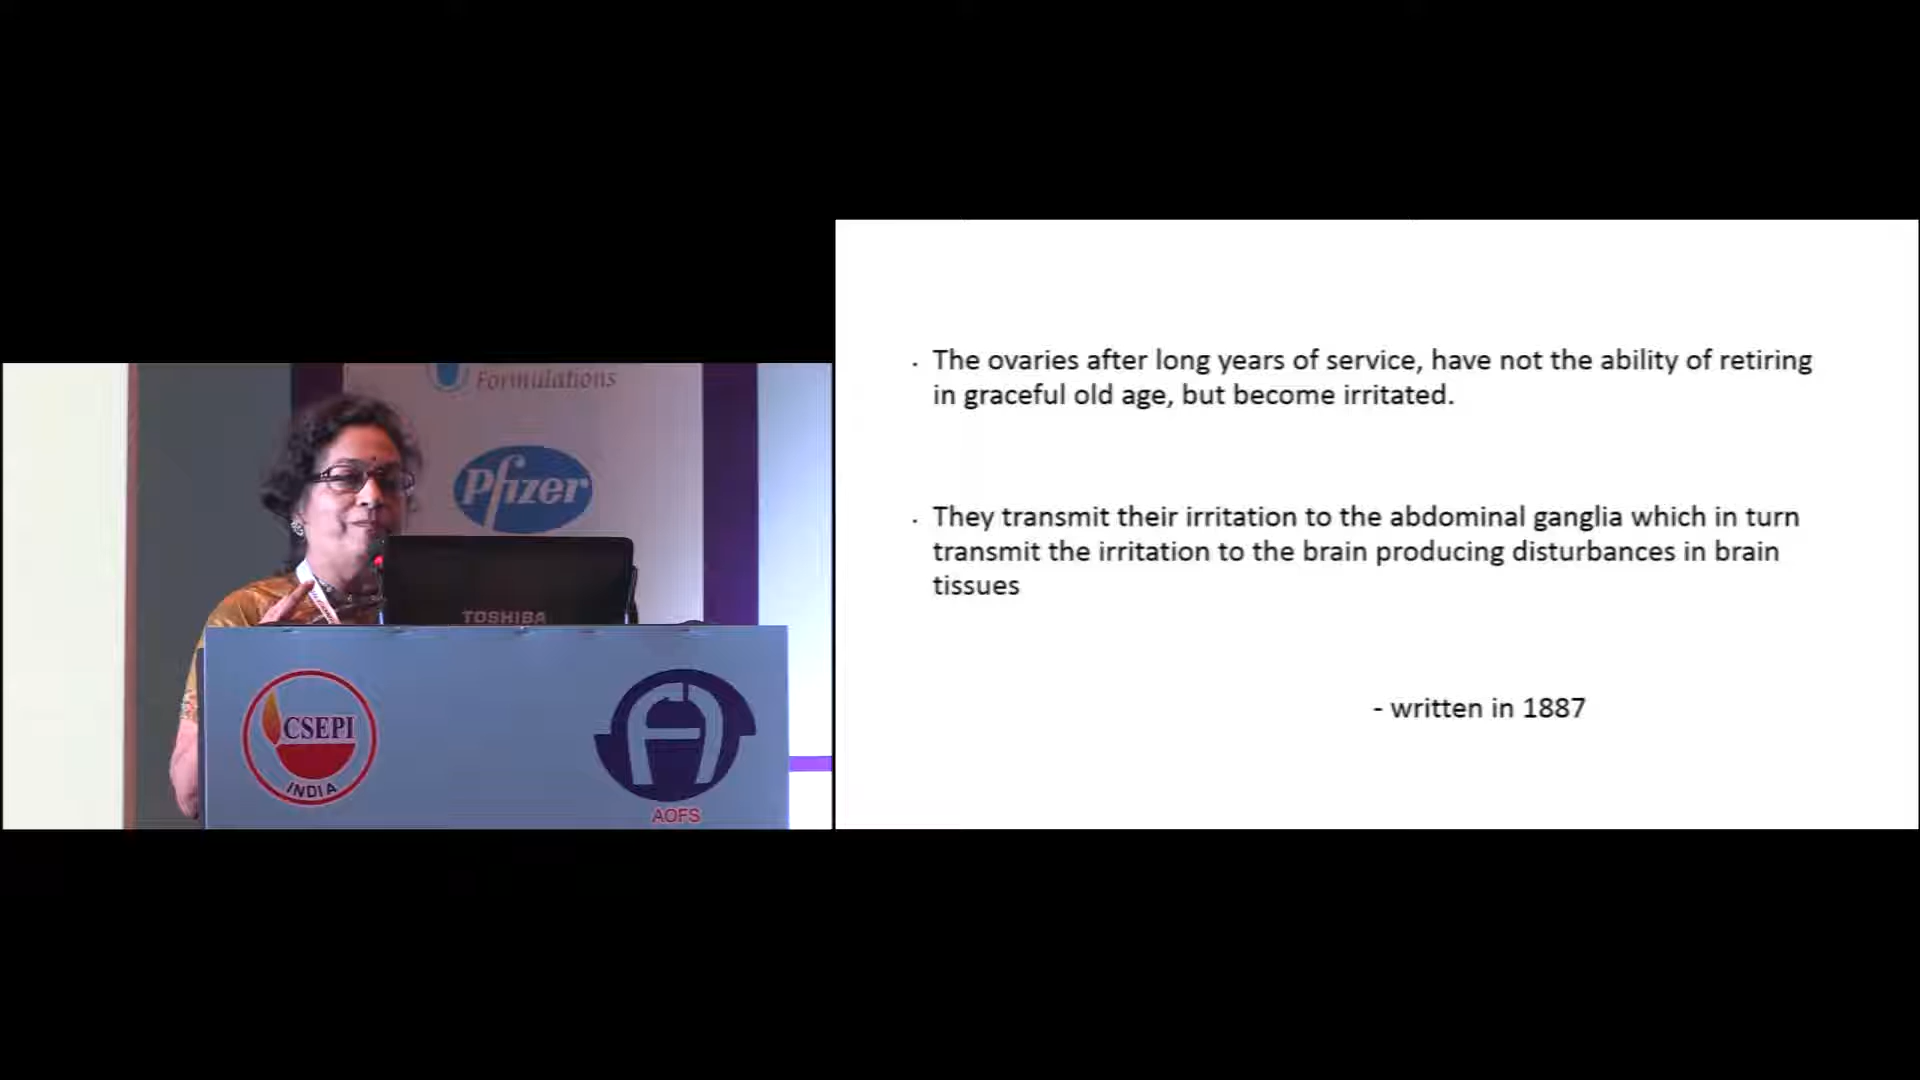 Formulations
Pfizer
TOSHIBA
CSEPI
INDIA
AOFS
. The ovaries after long years of service, have not the ability of retiring
in graceful old age, but become irritated.
. They transmit their irritation to the abdominal ganglia which in turn
transmit the irritation to the brain producing disturbances in brain
tissues
- written in 1887